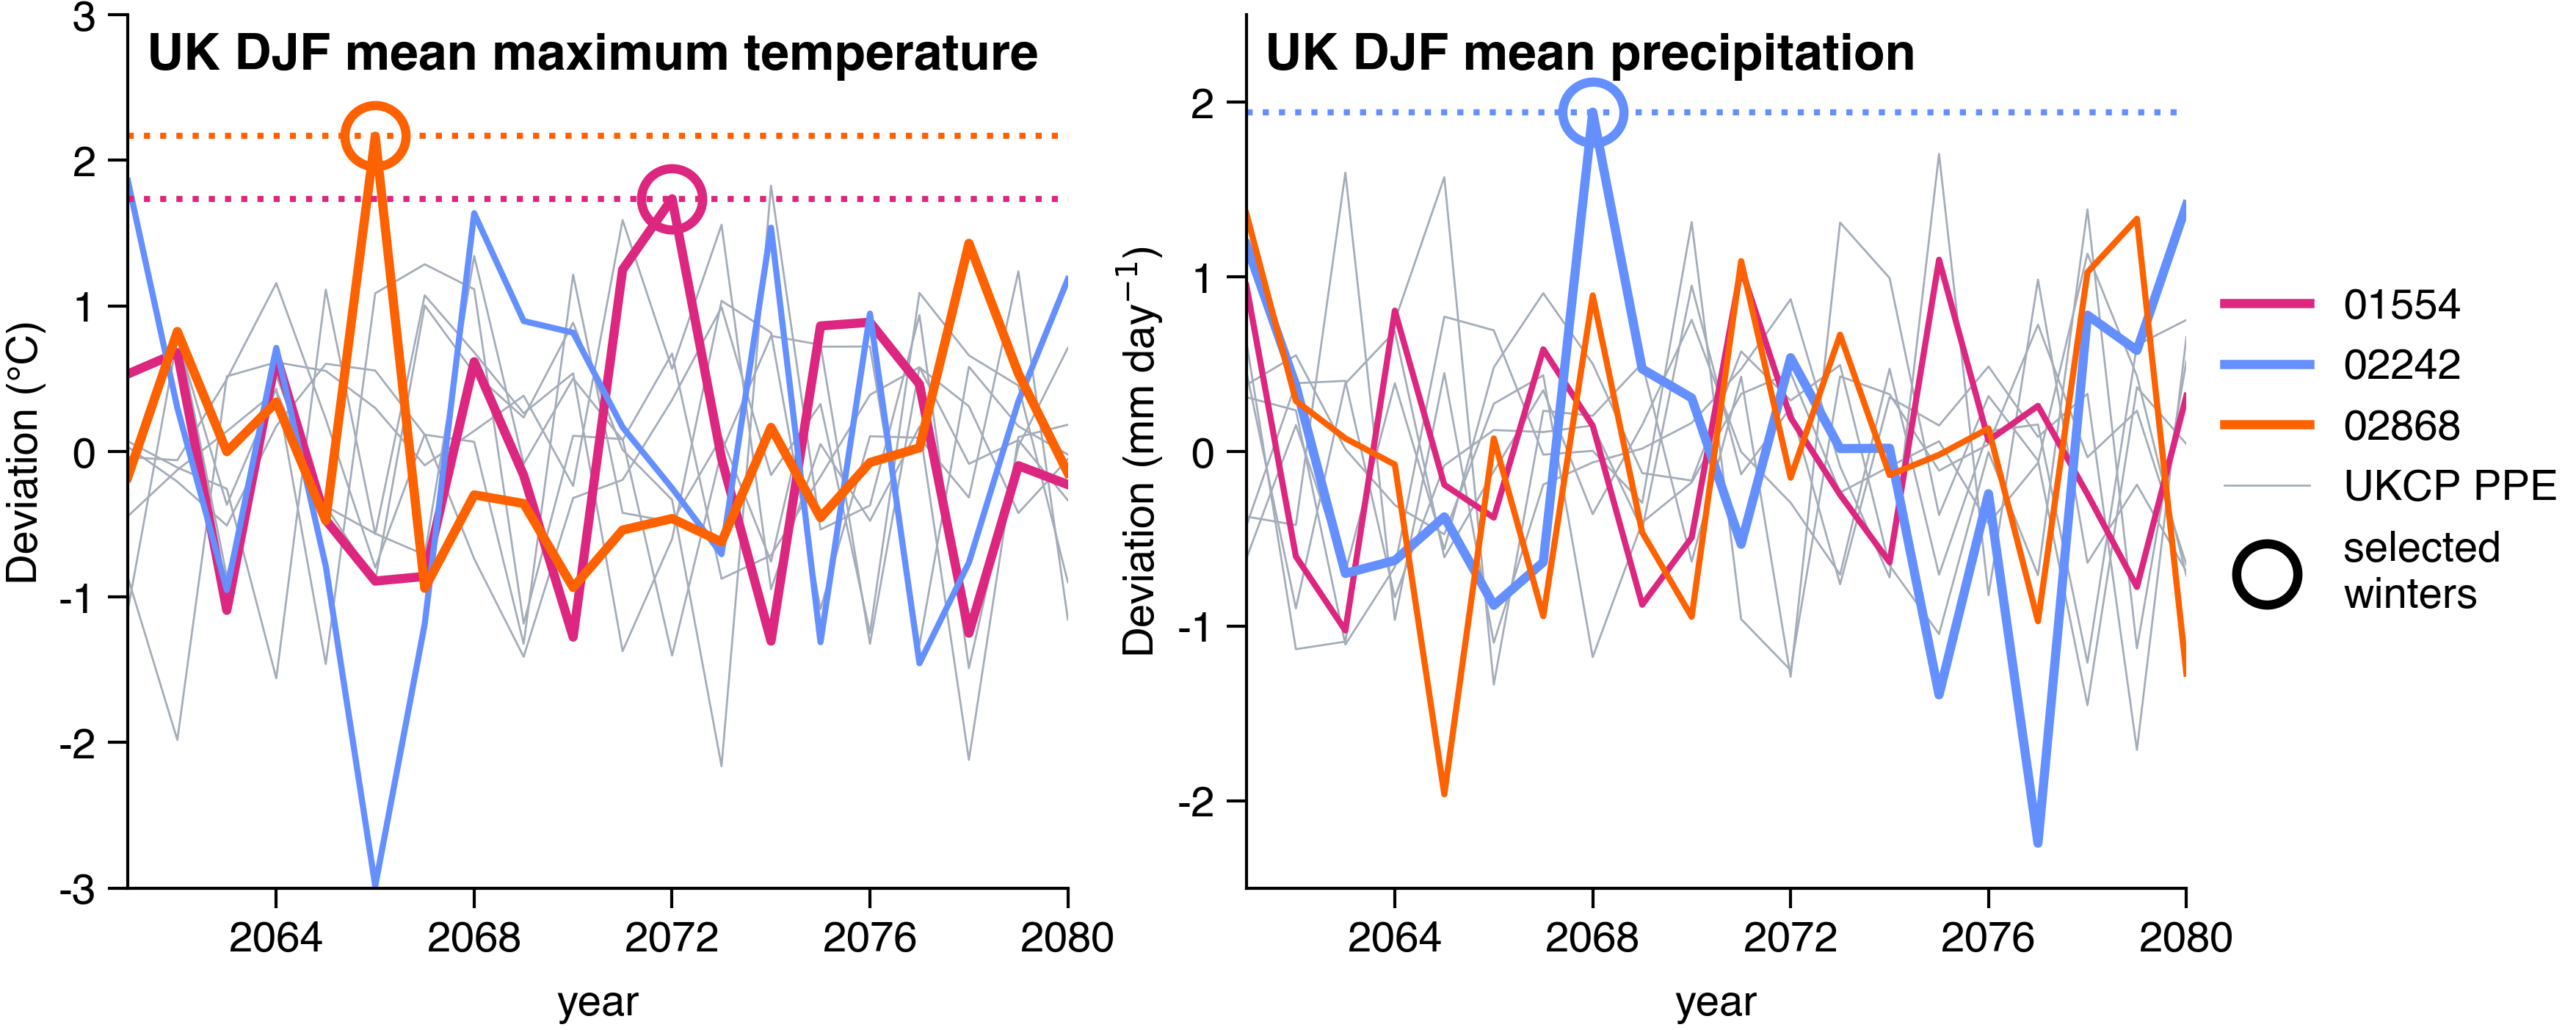 UK DJF mean maximum temperature
Deviation (°C)
3
2
1
0
-1
-2
-3
2064 2068 2072 2076 2080
year
UK DJF mean precipitation
Deviation (mm day⁻¹)
2
1
0
-1
-2
2064 2068 2072 2076 2080
year
01554
02242
02868
UKCP PPE
selected
winters